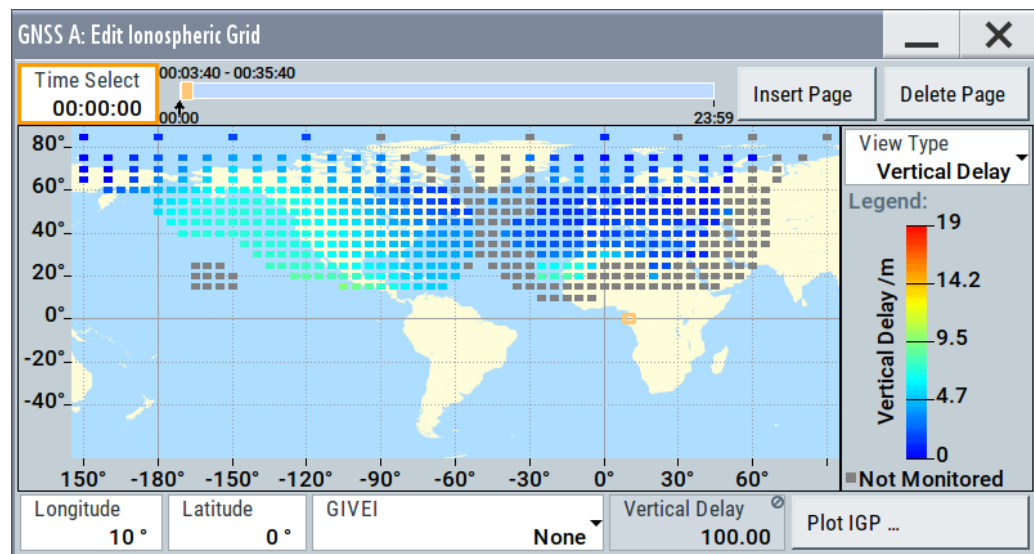 GNSS A: Edit Ionospheric Grid
Time Select
00:00:00
00:03:40 - 00:35:40
00:00
23:59
Insert Page
Delete Page
80°
60°
40°
20°
0°
-20°
-40°
150° -180° -150° -120° -90° -60° -30° 0° 30° 60°
View Type
Vertical Delay
Legend:
Vertical Delay /m
19
14.2
9.5
4.7
0
Not Monitored
Longitude
10 °
Latitude
0 °
GIVEI
None
Vertical Delay
100.00
Plot IGP ...